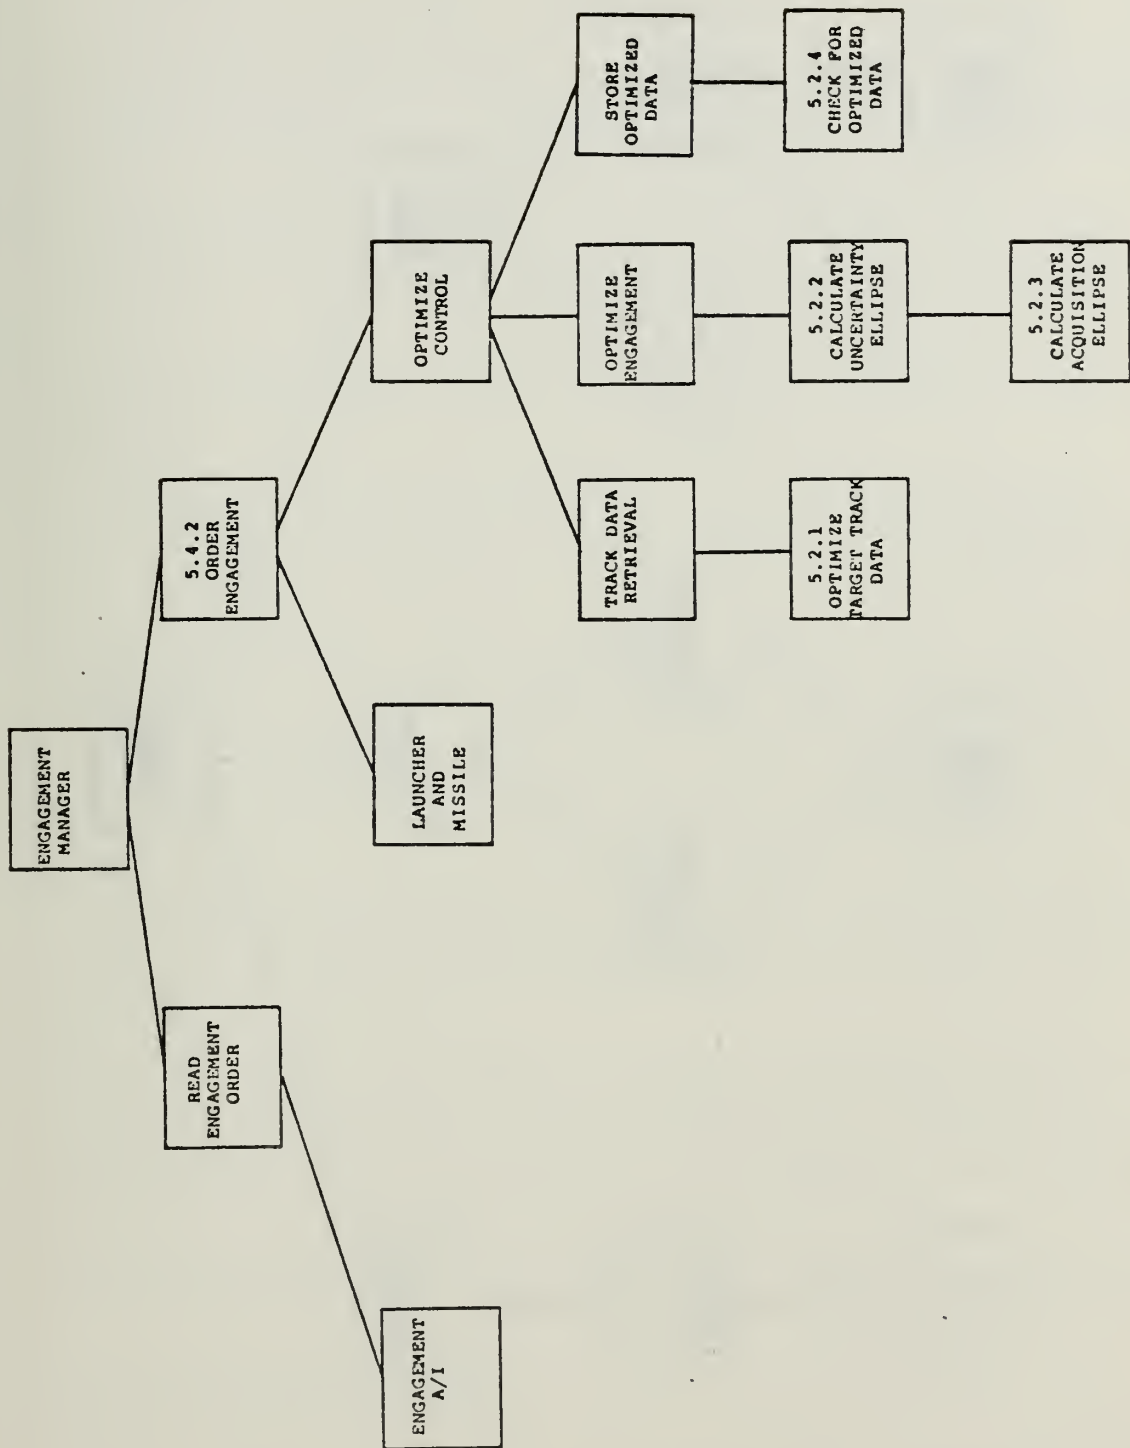 ENGAGEMENT
MANAGER
READ
ENGAGEMENT
ORDER
5.4.2
ORDER
ENGAGEMENT
ENGAGEMENT
A/I
LAUNCHER
AND
MISSILE
OPTIMIZE
CONTROL
TRACK DATA
RETRIEVAL
OPTIMIZE
ENGAGEMENT
STORE
OPTIMIZED
DATA
5.2.1
OPTIMIZE
TARGET TRACK
DATA
5.2.2
CALCULATE
UNCERTAINTY
ELLIPSE
5.2.4
CHECK FOR
OPTIMIZED
DATA
5.2.3
CALCULATE
ACQUISITION
ELLIPSE